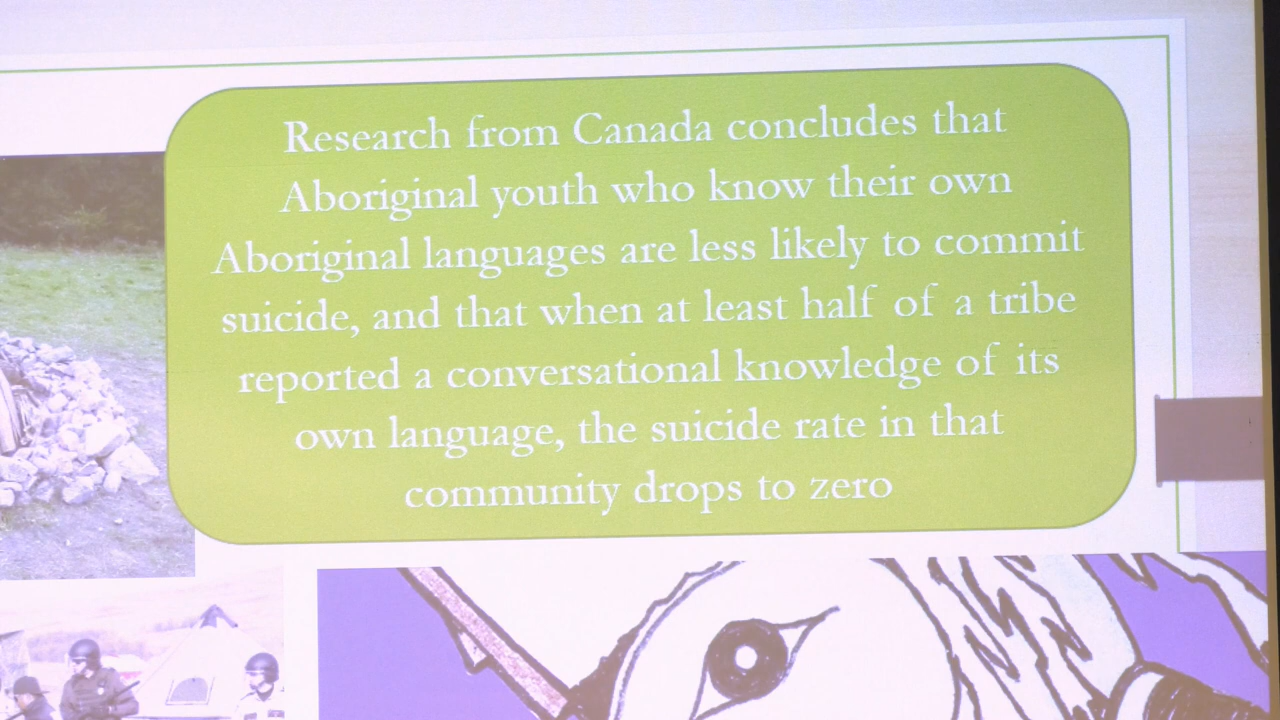 Research from Canada concludes that
Aboriginal youth who know their own
Aboriginal languages are less likely to commit
suicide, and that when at least half of a tribe
reported a conversational knowledge of its
own language, the suicide rate in that
community drops to zero